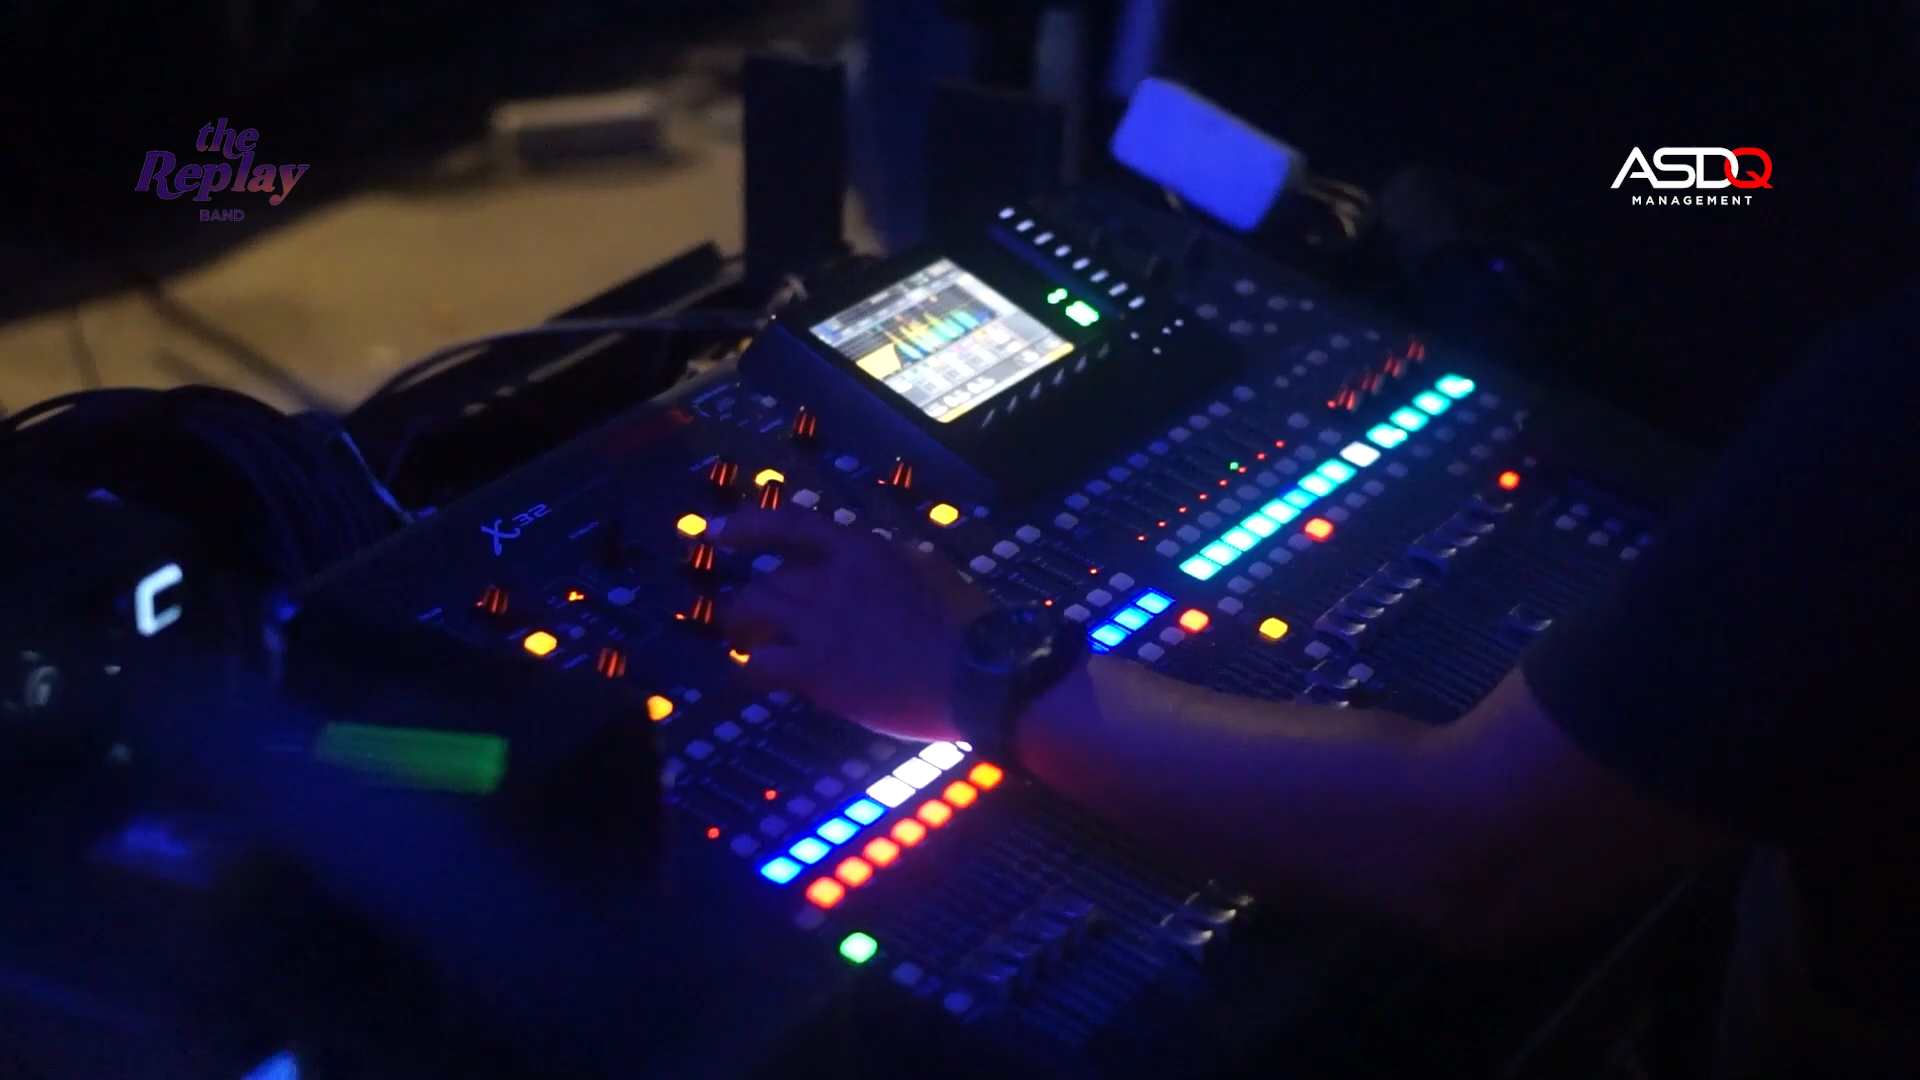 the
Replay
BAND
ASDQ
MANAGEMENT
X32
C